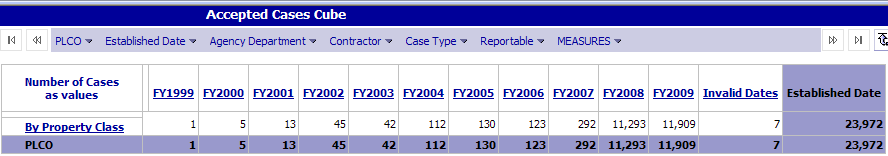 Accepted Cases Cube
PLCO Established Date Agency Department Contractor Case Type Reportable MEASURES
Number of Cases as values FY1999 FY2000 FY2001 FY2002 FY2003 FY2004 FY2005 FY2006 FY2007 FY2008 FY2009 Invalid Dates Established Date
By Property Class 1 5 13 45 42 112 130 123 292 11,293 11,909 7 23,972
PLCO 1 5 13 45 42 112 130 123 292 11,293 11,909 7 23,972